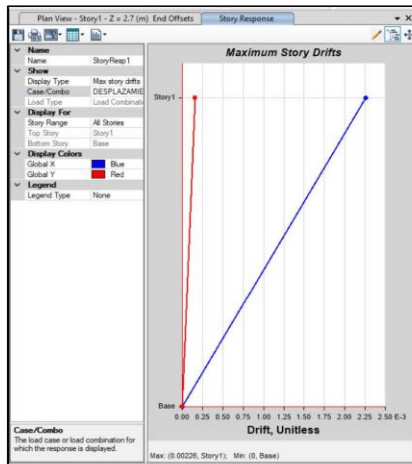 Plan View - Story1 - Z = 2.7 (m)  End Offsets
Story Response
Name
Name StoryResp1
Show
Display Type Max story drifts
Case/Combo DESPLAZAMIE
Load Type Load Combinati
Display For
Story Range All Stories
Top Story Story1
Bottom Story Base
Display Colors
Global X Blue
Global Y Red
Legend
Legend Type None
Case/Combo
The load case or load combination for
which the response is displayed.
Maximum Story Drifts
Story1
Base
0.00 0.25 0.50 0.75 1.00 1.25 1.50 1.75 2.00 2.25 2.50 E-3
Drift, Unitless
Max: (0.00226, Story1); Min: (0, Base)